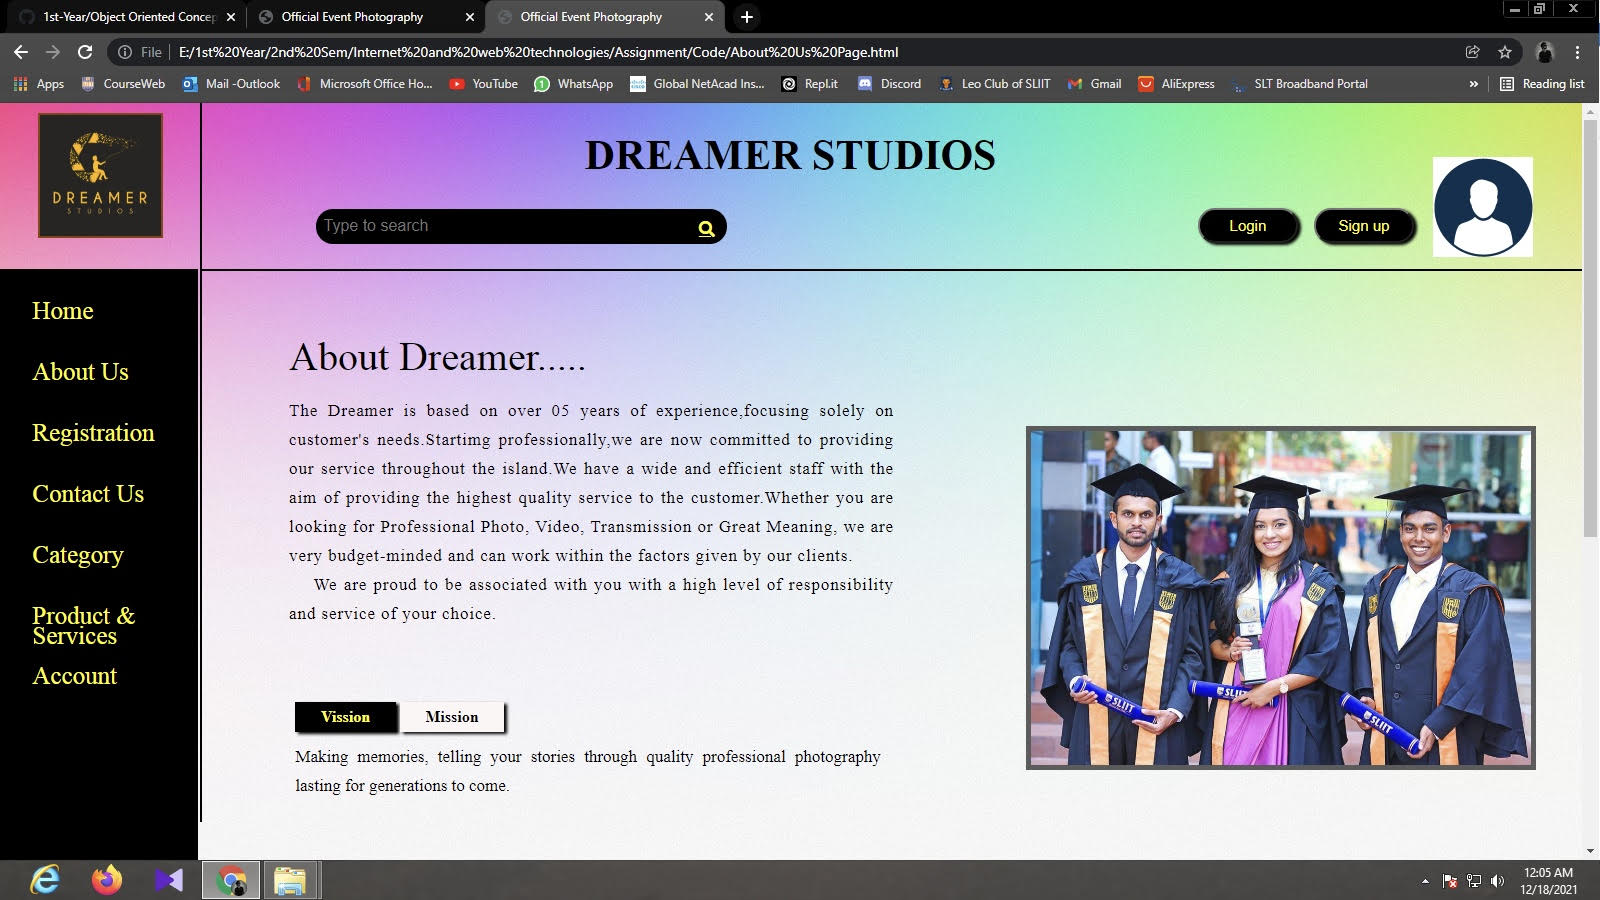 1st-Year/Object Oriented Concep
Official Event Photography
Official Event Photography
File
E:/1st%20Year/2nd%20Sem/Internet%20and%20web%20technologies/Assignment/Code/About%20Us%20Page.html
Apps
CourseWeb
Mail -Outlook
Microsoft Office Ho...
YouTube
WhatsApp
Global NetAcad Ins...
Repl.it
Discord
Leo Club of SLIIT
Gmail
AliExpress
SLT Broadband Portal
»
Reading list
DREAMER
STUDIOS
DREAMER STUDIOS
Type to search
Login
Sign up
Home
About Us
Registration
Contact Us
Category
Product &
Services
Account
About Dreamer.....
The Dreamer is based on over 05 years of experience,focusing solely on
customer's needs.Startimg professionally,we are now committed to providing
our service throughout the island.We have a wide and efficient staff with the
aim of providing the highest quality service to the customer.Whether you are
looking for Professional Photo, Video, Transmission or Great Meaning, we are
very budget-minded and can work within the factors given by our clients.
We are proud to be associated with you with a high level of responsibility
and service of your choice.
Vission
Mission
Making memories, telling your stories through quality professional photography
lasting for generations to come.
SLIIT
SLIIT
SLIIT
12:05 AM
12/18/2021